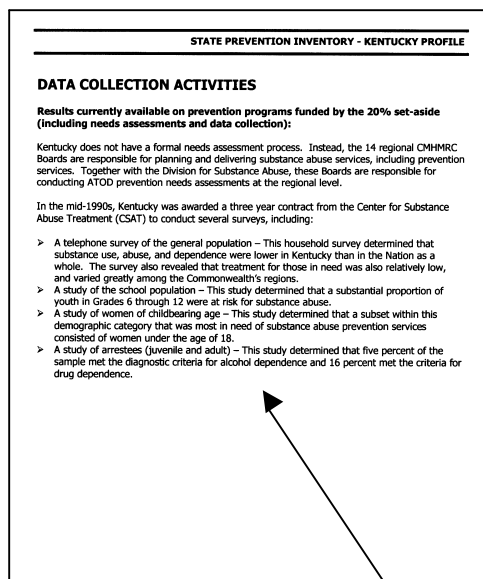 STATE PREVENTION INVENTORY - KENTUCKY PROFILE
DATA COLLECTION ACTIVITIES
Results currently available on prevention programs funded by the 20% set-aside
(including needs assessments and data collection):
Kentucky does not have a formal needs assessment process. Instead, the 14 regional CMHMRC
Boards are responsible for planning and delivering substance abuse services, including prevention
services. Together with the Division for Substance Abuse, these Boards are responsible for
conducting ATOD prevention needs assessments at the regional level.
In the mid-1990s, Kentucky was awarded a three year contract from the Center for Substance
Abuse Treatment (CSAT) to conduct several surveys, including:
➢ A telephone survey of the general population – This household survey determined that
substance use, abuse, and dependence were lower in Kentucky than in the Nation as a
whole. The survey also revealed that treatment for those in need was also relatively low,
and varied greatly among the Commonwealth's regions.
➢ A study of the school population – This study determined that a substantial proportion of
youth in Grades 6 through 12 were at risk for substance abuse.
➢ A study of women of childbearing age – This study determined that a subset within this
demographic category that was most in need of substance abuse prevention services
consisted of women under the age of 18.
➢ A study of arrestees (juvenile and adult) – This study determined that five percent of the
sample met the diagnostic criteria for alcohol dependence and 16 percent met the criteria for
drug dependence.